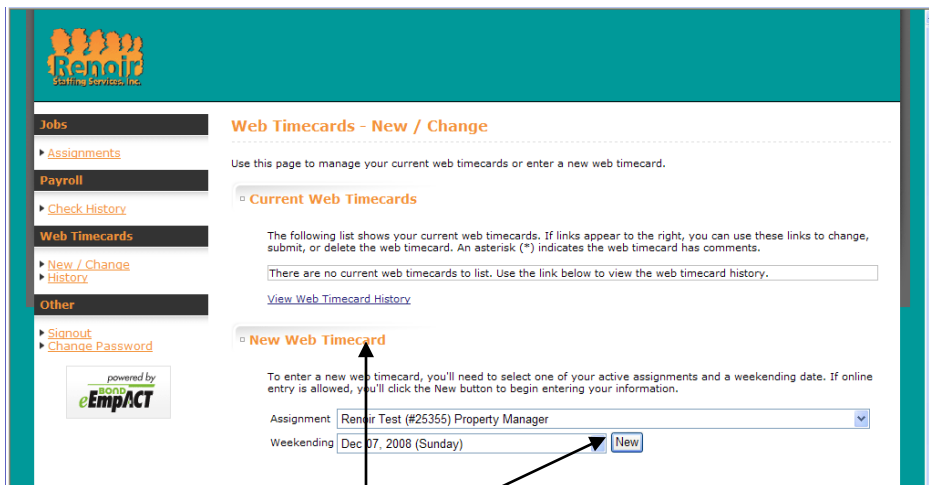 Renoir
Staffing Services, Inc.
Jobs
Assignments
Payroll
Check History
Web Timecards
New / Change
History
Other
Signout
Change Password
powered by
BOND
eEmpACT
Web Timecards - New / Change
Use this page to manage your current web timecards or enter a new web timecard.
Current Web Timecards
The following list shows your current web timecards. If links appear to the right, you can use these links to change,
submit, or delete the web timecard. An asterisk (*) indicates the web timecard has comments.
There are no current web timecards to list. Use the link below to view the web timecard history.
View Web Timecard History
New Web Timecard
To enter a new web timecard, you'll need to select one of your active assignments and a weekending date. If online
entry is allowed, you'll click the New button to begin entering your information.
Assignment Renoir Test (#25355) Property Manager
Weekending Dec 07, 2008 (Sunday) New